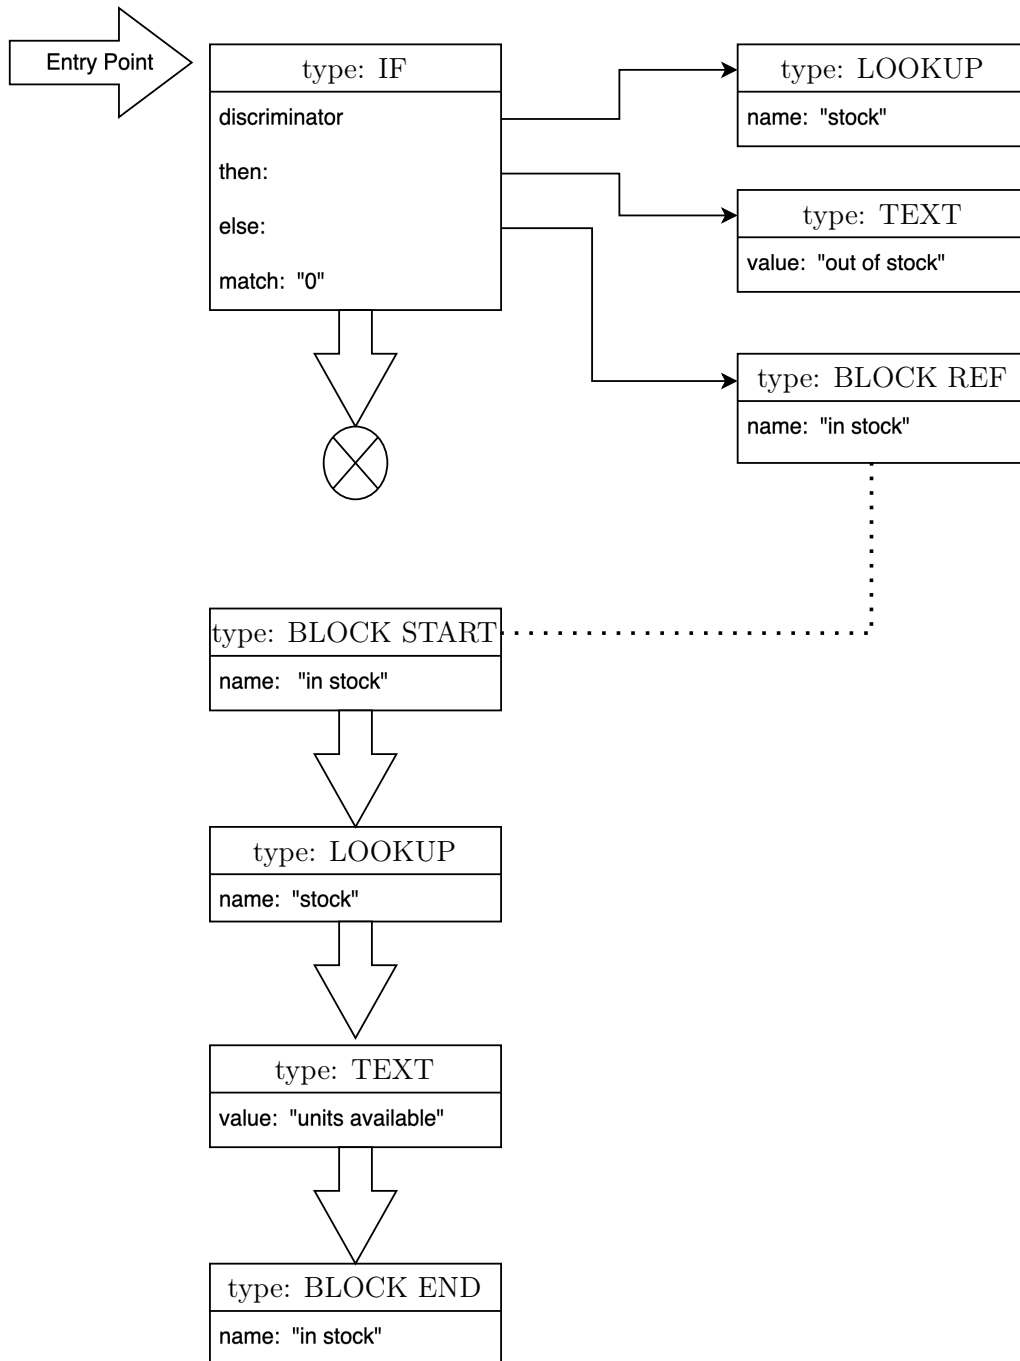 Entry Point
type: IF
discriminator
then:
else:
match: "0"
type: LOOKUP
name: "stock"
type: TEXT
value: "out of stock"
type: BLOCK REF
name: "in stock"
type: BLOCK START
name: "in stock"
type: LOOKUP
name: "stock"
type: TEXT
value: "units available"
type: BLOCK END
name: "in stock"